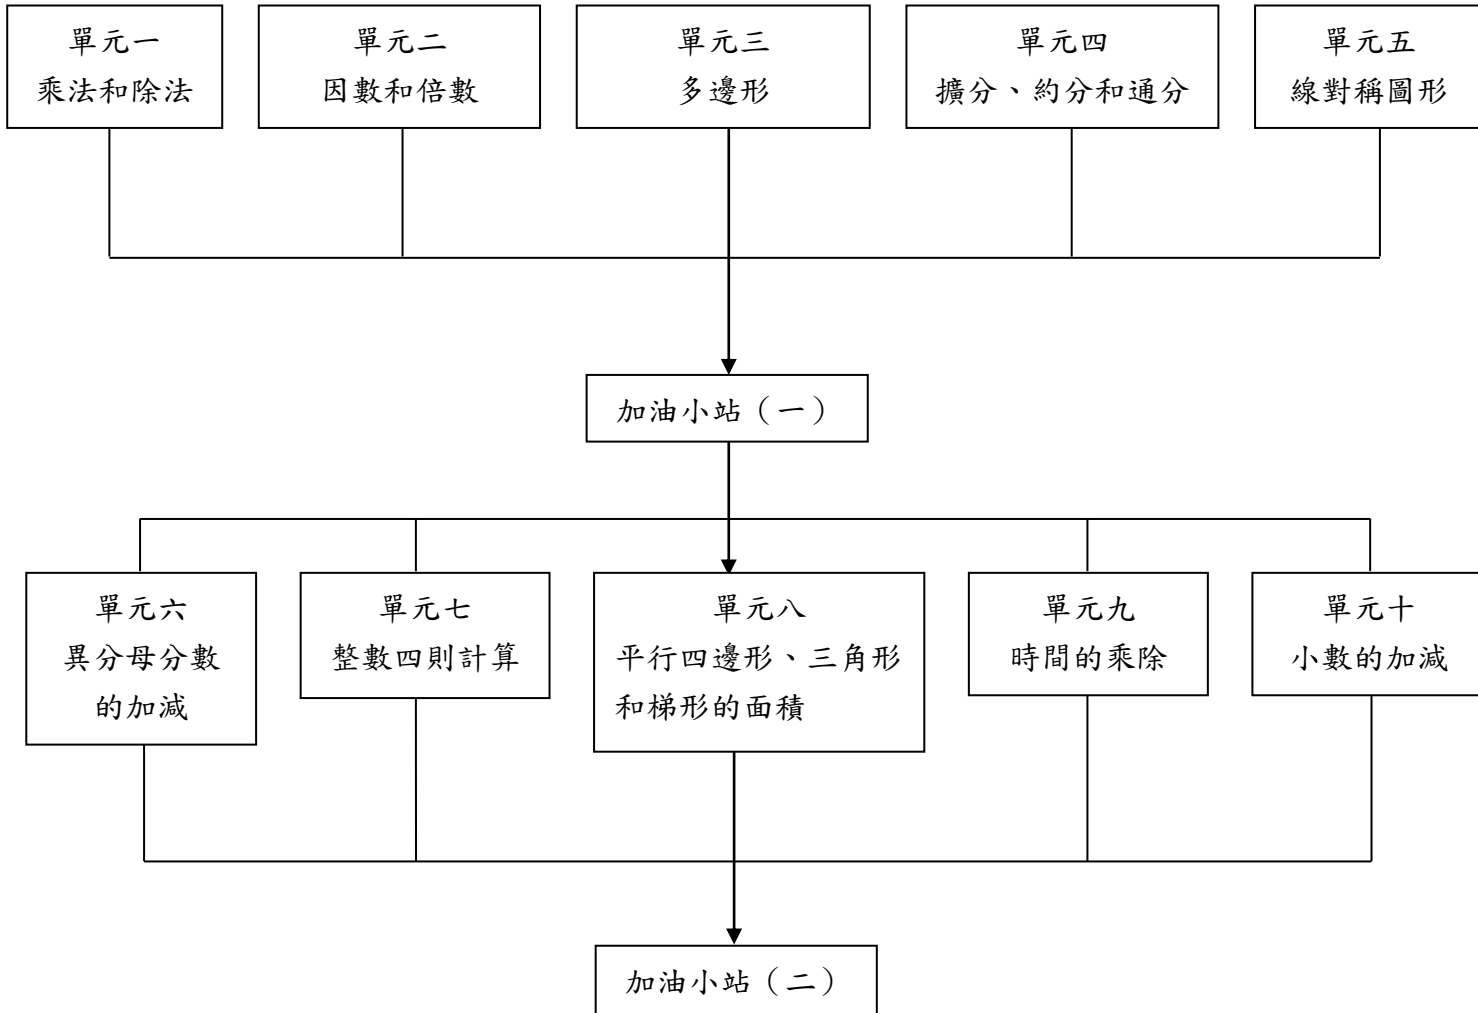 單元一
乘法和除法
單元二
因數和倍數
單元三
多邊形
單元四
擴分、約分和通分
單元五
線對稱圖形
加油小站（一）
單元六
異分母分數
的加減
單元七
整數四則計算
單元八
平行四邊形、三角形
和梯形的面積
單元九
時間的乘除
單元十
小數的加減
加油小站（二）